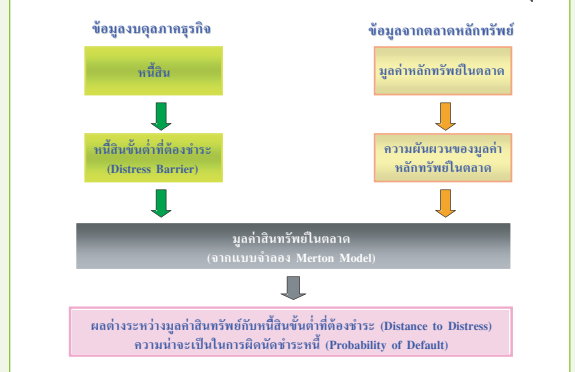 ข้อมูลงบดุลภาคธุรกิจ
ข้อมูลจากตลาดหลักทรัพย์
หนี้สิน
มูลค่าหลักทรัพย์ในตลาด
หนี้สินขั้นต่ำที่ต้องชำระ
(Distress Barrier)
ความผันผวนของมูลค่า
หลักทรัพย์ในตลาด
มูลค่าสินทรัพย์ในตลาด
(จากแบบจำลอง Merton Model)
ผลต่างระหว่างมูลค่าสินทรัพย์กับหนี้สินขั้นต่ำที่ต้องชำระ (Distance to Distress)
ความน่าจะเป็นในการผิดนัดชำระหนี้ (Probability of Default)